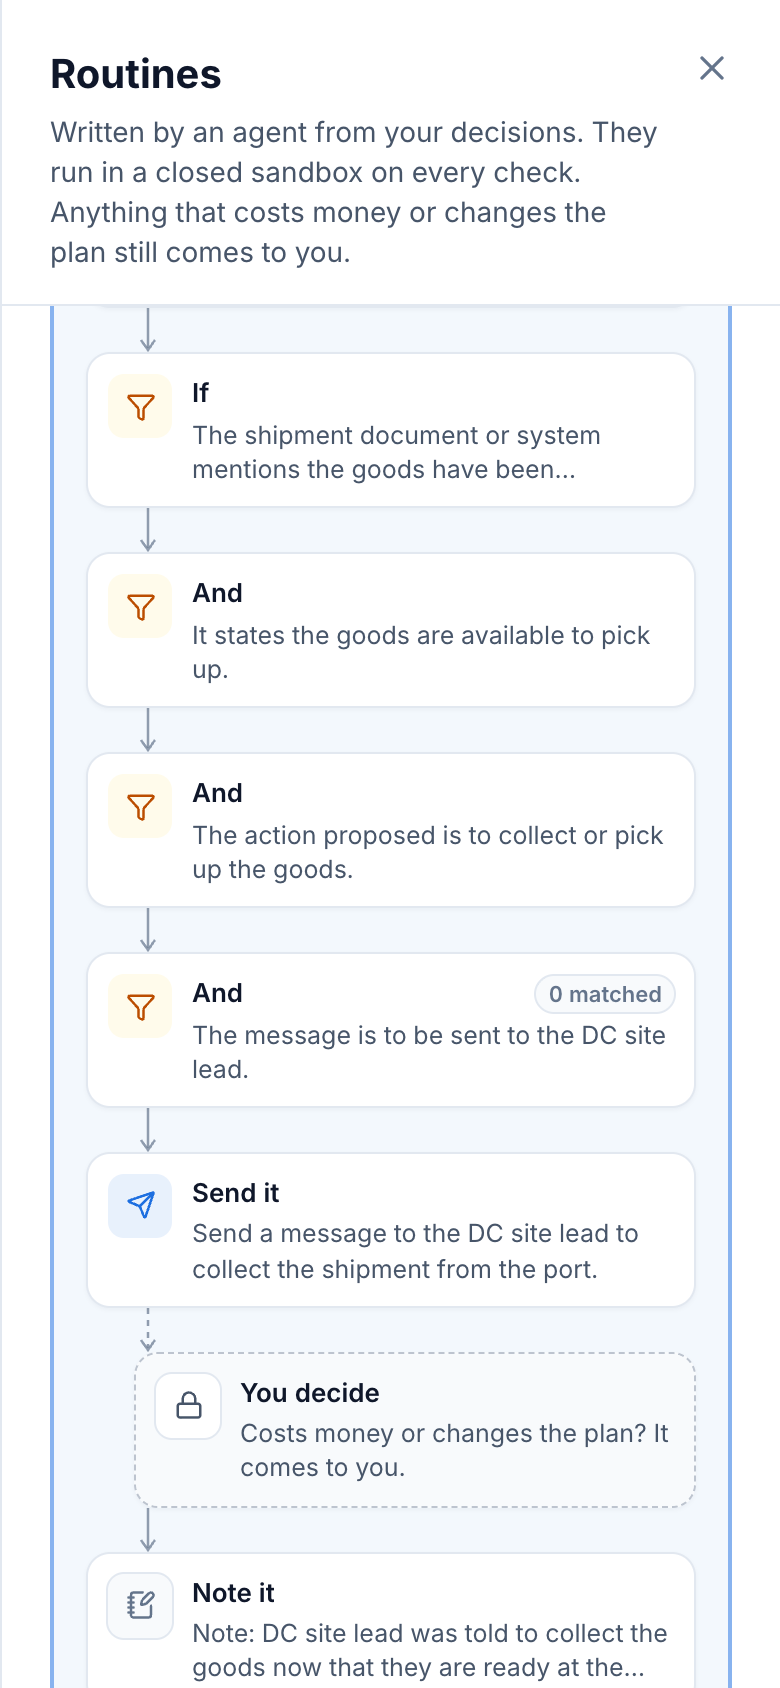 Routines
Written by an agent from your decisions. They
run in a closed sandbox on every check.
Anything that costs money or changes the
plan still comes to you.
If
The shipment document or system
mentions the goods have been...
And
It states the goods are available to pick
up.
And
The action proposed is to collect or pick
up the goods.
And
0 matched
The message is to be sent to the DC site
lead.
Send it
Send a message to the DC site lead to
collect the shipment from the port.
You decide
Costs money or changes the plan? It
comes to you.
Note it
Note: DC site lead was told to collect the
goods now that they are ready at the...